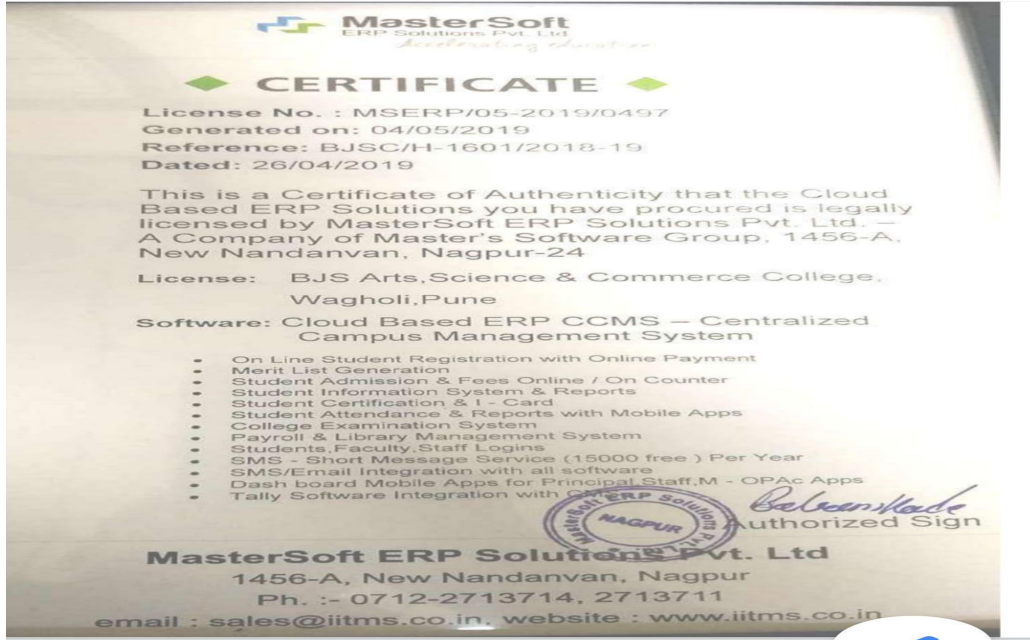 MasterSoft
ERP Solutions Pvt. Ltd
Accelerating education
CERTIFICATE
License No. : MSERP/05-2019/0497
Generated on: 04/05/2019
Reference: BJSC/H-1601/2018-19
Dated: 26/04/2019
This is a Certificate of Authenticity that the Cloud
Based ERP Solutions you have procured is legally
licensed by MasterSoft ERP Solutions Pvt. Ltd. –
A Company of Master's Software Group, 1456-A,
New Nandanvan, Nagpur-24
License: BJS Arts,Science & Commerce College,
Wagholi,Pune
Software: Cloud Based ERP CCMS – Centralized
Campus Management System
• On Line Student Registration with Online Payment
• Merit List Generation
• Student Admission & Fees Online / On Counter
• Student Information System & Reports
• Student Certification & I - Card
• Student Attendance & Reports with Mobile Apps
• College Examination System
• Payroll & Library Management System
• Students,Faculty,Staff Logins
• SMS - Short Message Service (15000 free ) Per Year
• SMS/Email Integration with all software
• Dash board Mobile Apps for Principal,Staff,M - OPAc Apps
• Tally Software Integration with
MasterSoft ERP Solutions Pvt
NAGPUR
Authorized Sign
MasterSoft ERP Solutions Pvt. Ltd
1456-A, New Nandanvan, Nagpur
Ph. :- 0712-2713714, 2713711
email : sales@iitms.co.in, website : www.iitms.co.in